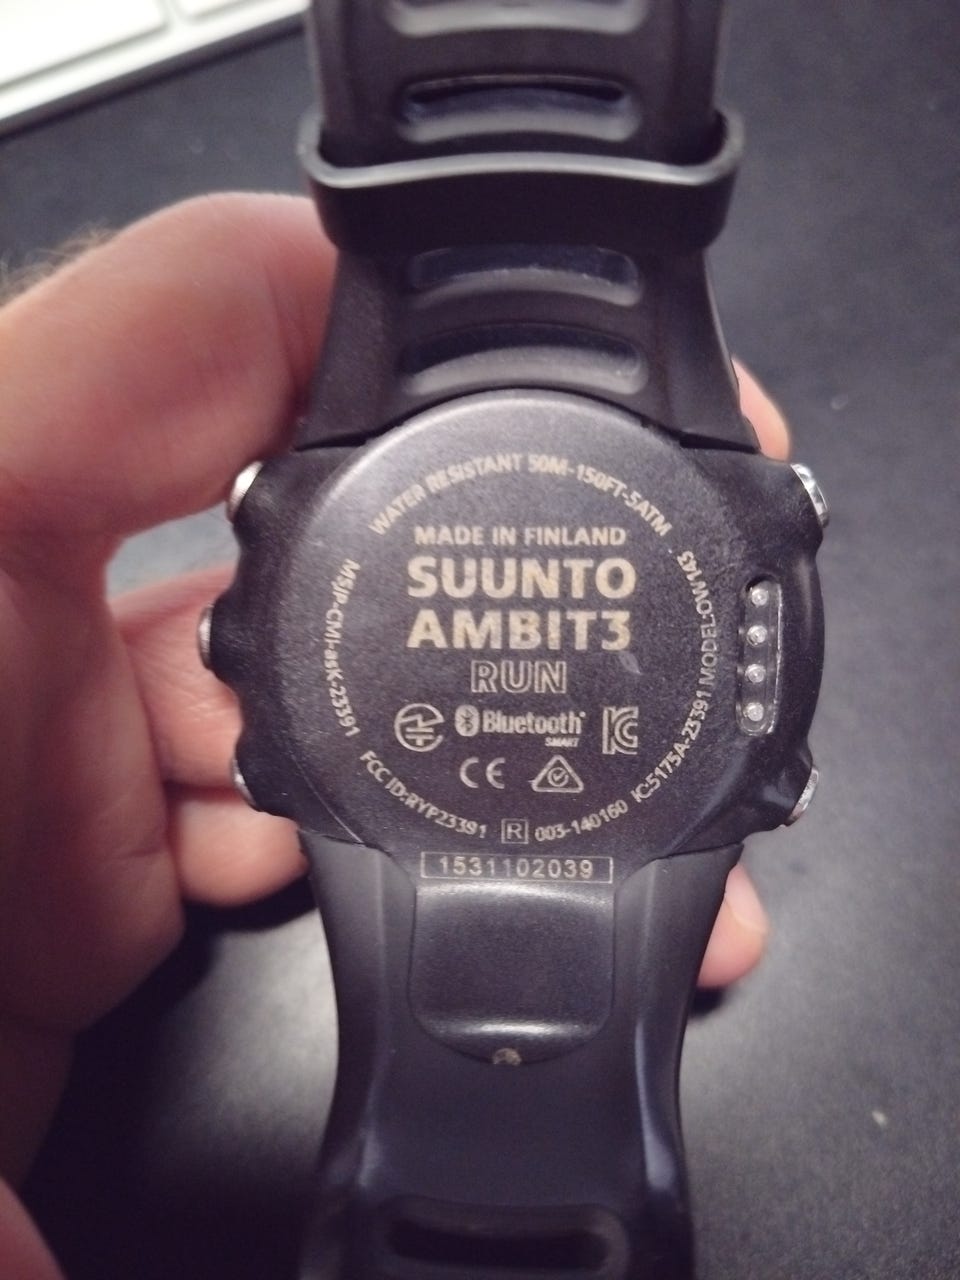 WATER RESISTANT 50M-150FT-5ATM
MADE IN FINLAND
SUUNTO
AMBIT3
RUN
Bluetooth
SMART
CE
MSIP-CMI-asK-23391
FCC ID:RYP23391
R 003-140160
IC:5175A-23391 MODEL:OW143
1531102039